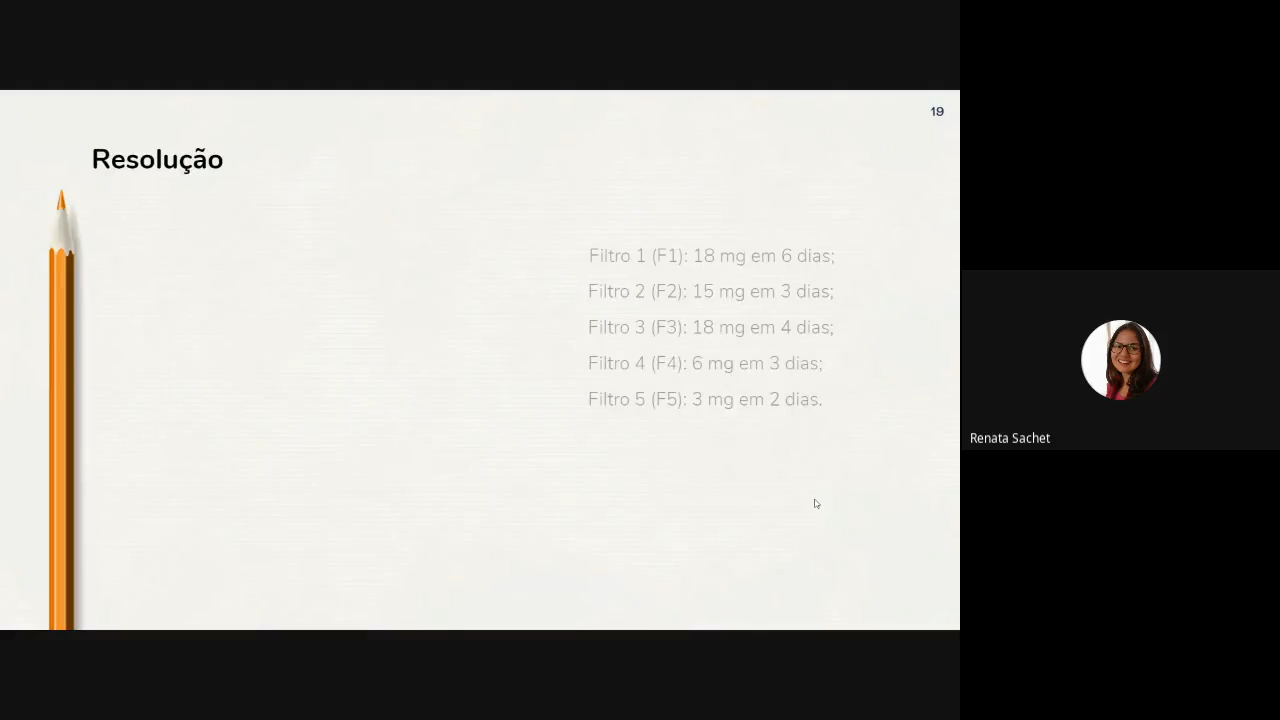 19
Resolução
Filtro 1 (F1): 18 mg em 6 dias;
Filtro 2 (F2): 15 mg em 3 dias;
Filtro 3 (F3): 18 mg em 4 dias;
Filtro 4 (F4): 6 mg em 3 dias;
Filtro 5 (F5): 3 mg em 2 dias.
Renata Sachet